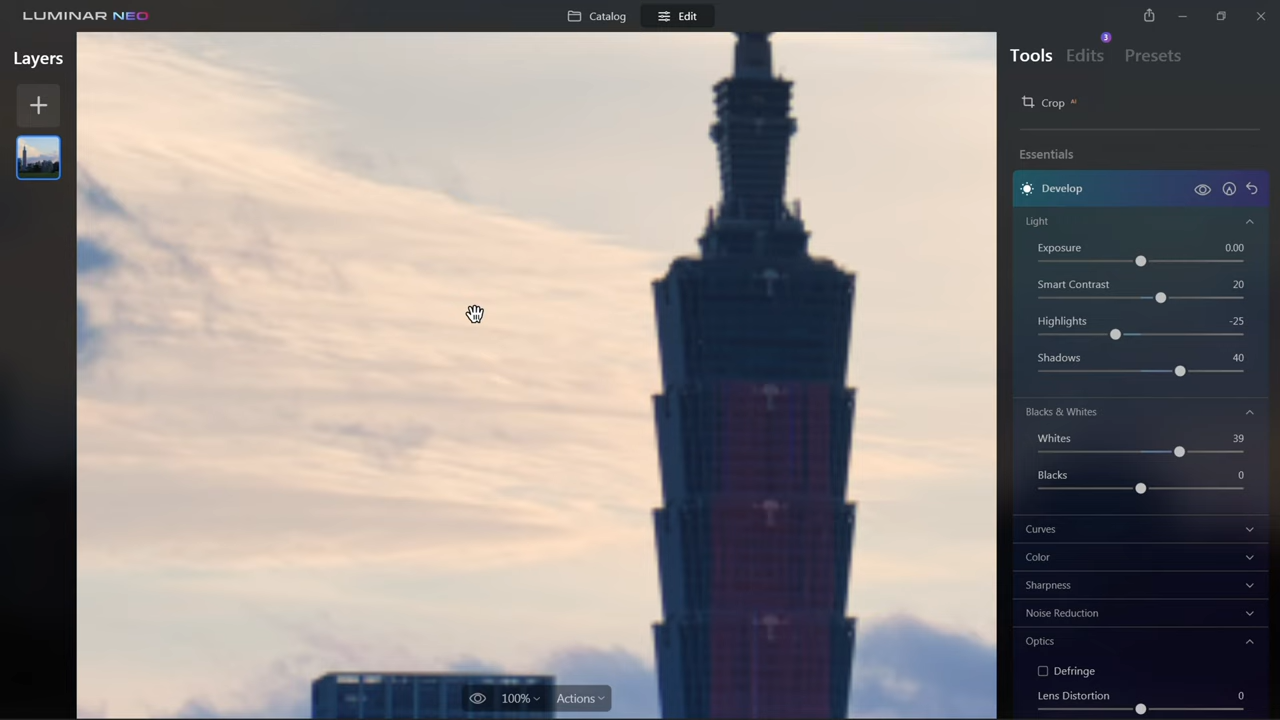 LUMINAR NEO
Catalog
Edit
Layers
Tools
Edits
3
Presets
Crop AI
Essentials
Develop
Light
Exposure 0.00
Smart Contrast 20
Highlights -25
Shadows 40
Blacks & Whites
Whites 39
Blacks 0
Curves
Color
Sharpness
Noise Reduction
Optics
Defringe
Lens Distortion 0
100%
Actions